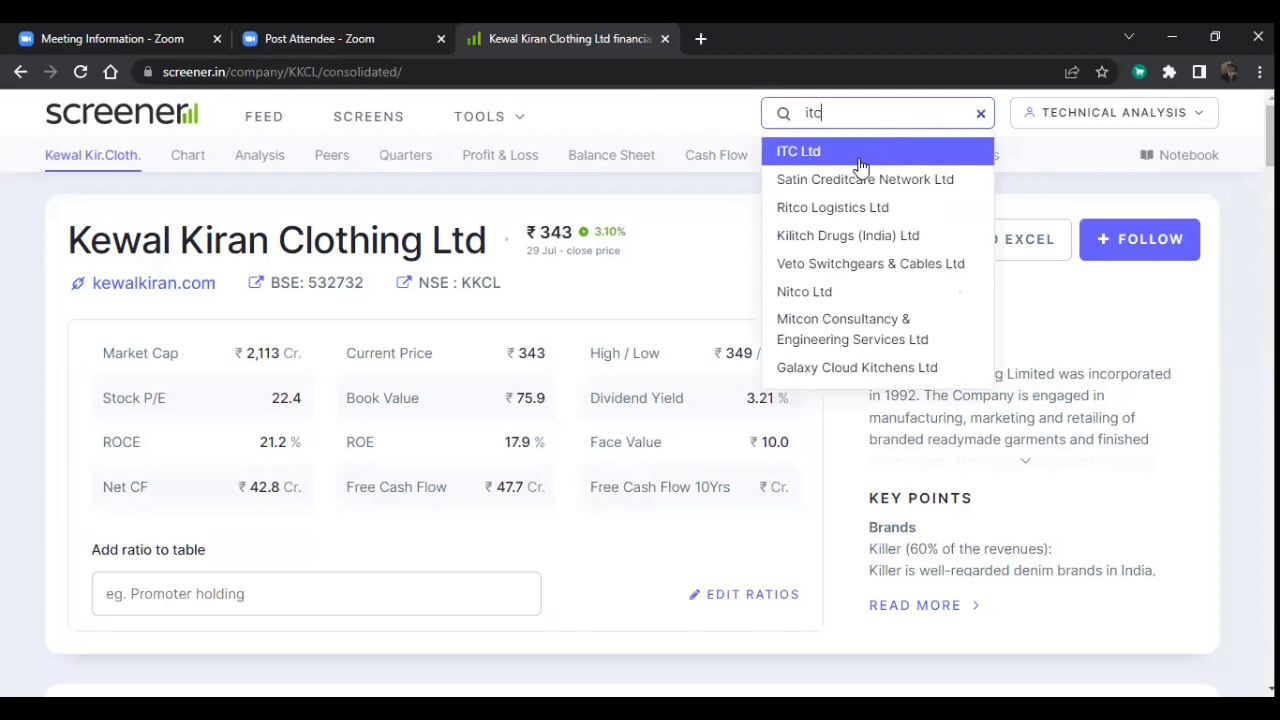 Meeting Information - Zoom
Post Attendee - Zoom
Kewal Kiran Clothing Ltd financia
screener.in/company/KKCL/consolidated/
screener
FEED
SCREENS
TOOLS
itc
TECHNICAL ANALYSIS
Kewal Kir.Cloth.
Chart
Analysis
Peers
Quarters
Profit & Loss
Balance Sheet
Cash Flow
Notebook
ITC Ltd
Satin Creditcare Network Ltd
Ritco Logistics Ltd
Kilitch Drugs (India) Ltd
Veto Switchgears & Cables Ltd
Nitco Ltd
Mitcon Consultancy &
Engineering Services Ltd
Galaxy Cloud Kitchens Ltd
Kewal Kiran Clothing Ltd
₹ 343 3.10%
29 Jul - close price
EXCEL
+ FOLLOW
kewalkiran.com
BSE: 532732
NSE : KKCL
Market Cap ₹ 2,113 Cr.
Current Price ₹ 343
High / Low ₹ 349 /
Stock P/E 22.4
Book Value ₹ 75.9
Dividend Yield 3.21 %
ROCE 21.2 %
ROE 17.9 %
Face Value ₹ 10.0
Net CF ₹ 42.8 Cr.
Free Cash Flow ₹ 47.7 Cr.
Free Cash Flow 10Yrs ₹ Cr.
Add ratio to table
eg. Promoter holding
EDIT RATIOS
Limited was incorporated
in 1992. The Company is engaged in
manufacturing, marketing and retailing of
branded readymade garments and finished
KEY POINTS
Brands
Killer (60% of the revenues):
Killer is well-regarded denim brands in India,
READ MORE